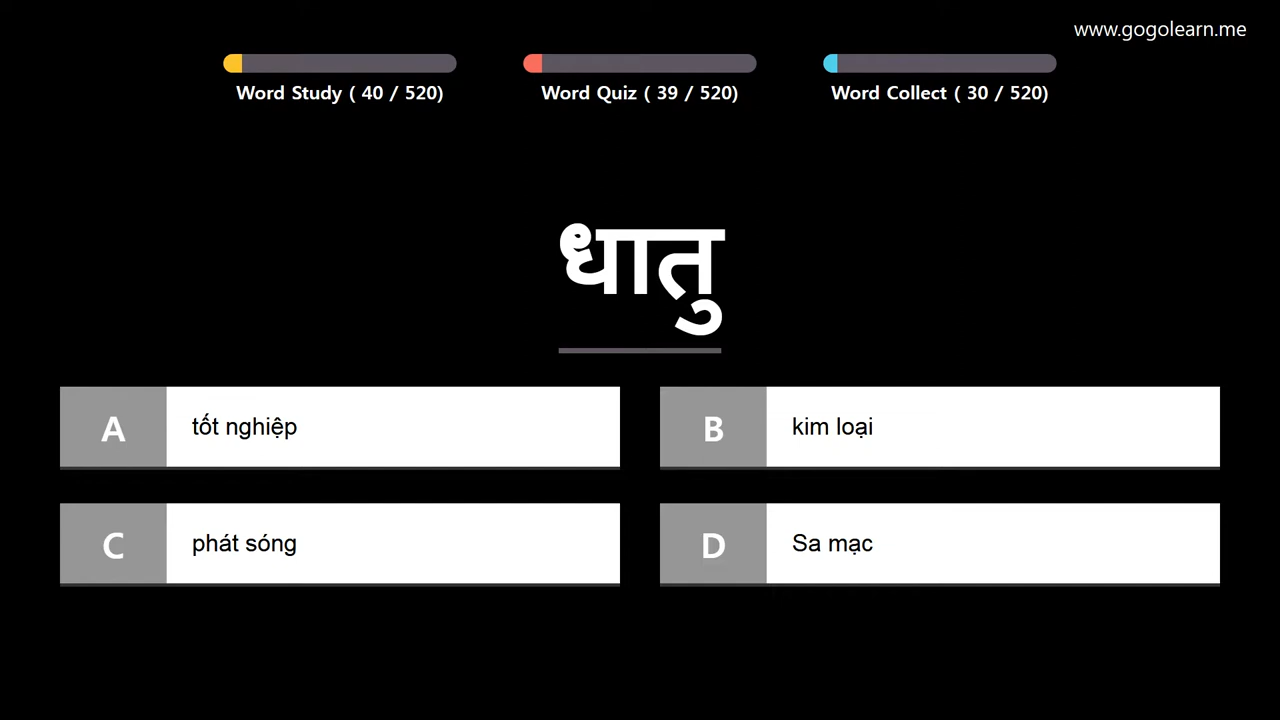 www.gogolearn.me
Word Study ( 40 / 520)
Word Quiz ( 39 / 520)
Word Collect ( 30 / 520)
धातु
A tốt nghiệp
B kim loại
C phát sóng
D Sa mạc